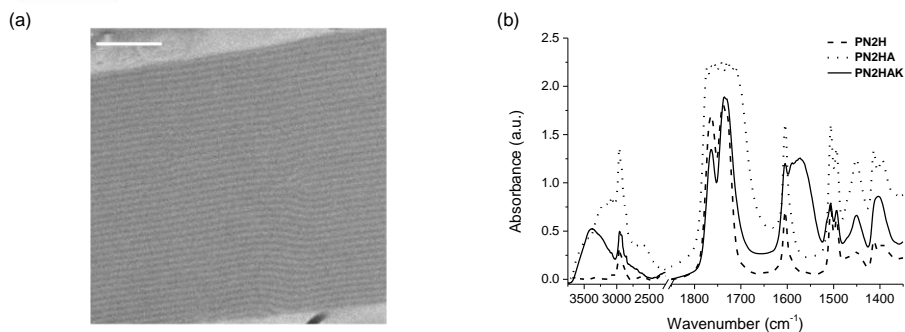 (a)
(b)
PN2H
PN2HA
PN2HAK
Absorbance (a.u.)
2.5
2.0
1.5
1.0
0.5
0.0
3500 3000 2500 1800 1700 1600 1500 1400
Wavenumber (cm⁻¹)